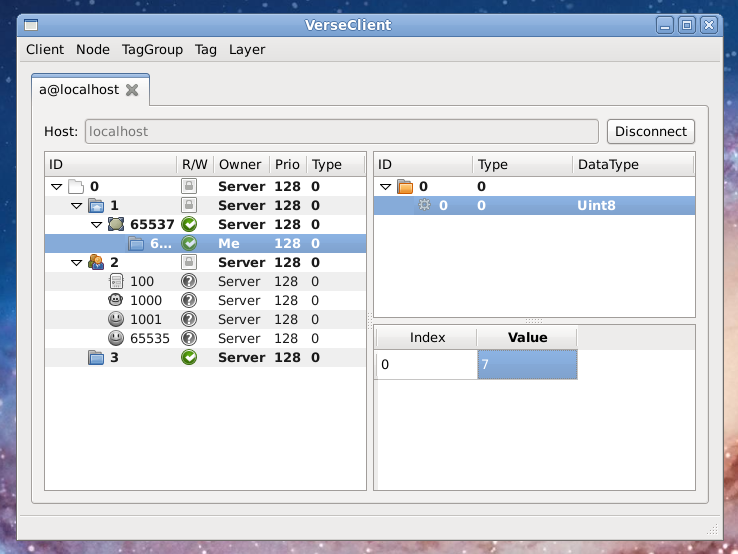 VerseClient
Client Node TagGroup Tag Layer
a@localhost
Host: localhost Disconnect
ID R/W Owner Prio Type
0 Server 128 0
1 Server 128 0
65537 Server 128 0
6... Me 128 0
2 Server 128 0
100 Server 128 0
1000 Server 128 0
1001 Server 128 0
65535 Server 128 0
3 Server 128 0
ID Type DataType
0 0
0 0 Uint8
Index Value
0 7